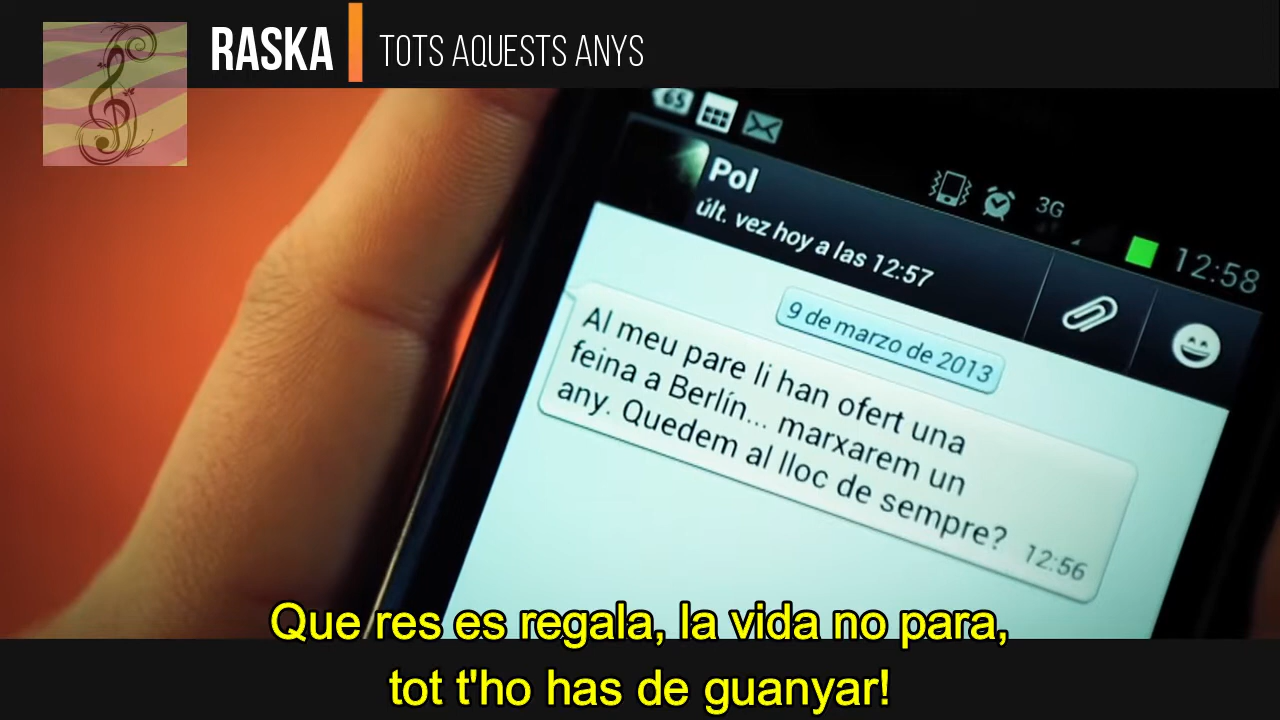 RASKA
TOTS AQUESTS ANYS
65
Pol
3G
últ. vez hoy a las 12:57
12:58
9 de marzo de 2013
Al meu pare li han ofert una
feina a Berlín... marxarem un
any. Quedem al lloc de sempre?
12:56
Que res es regala, la vida no para,
tot t'ho has de guanyar!